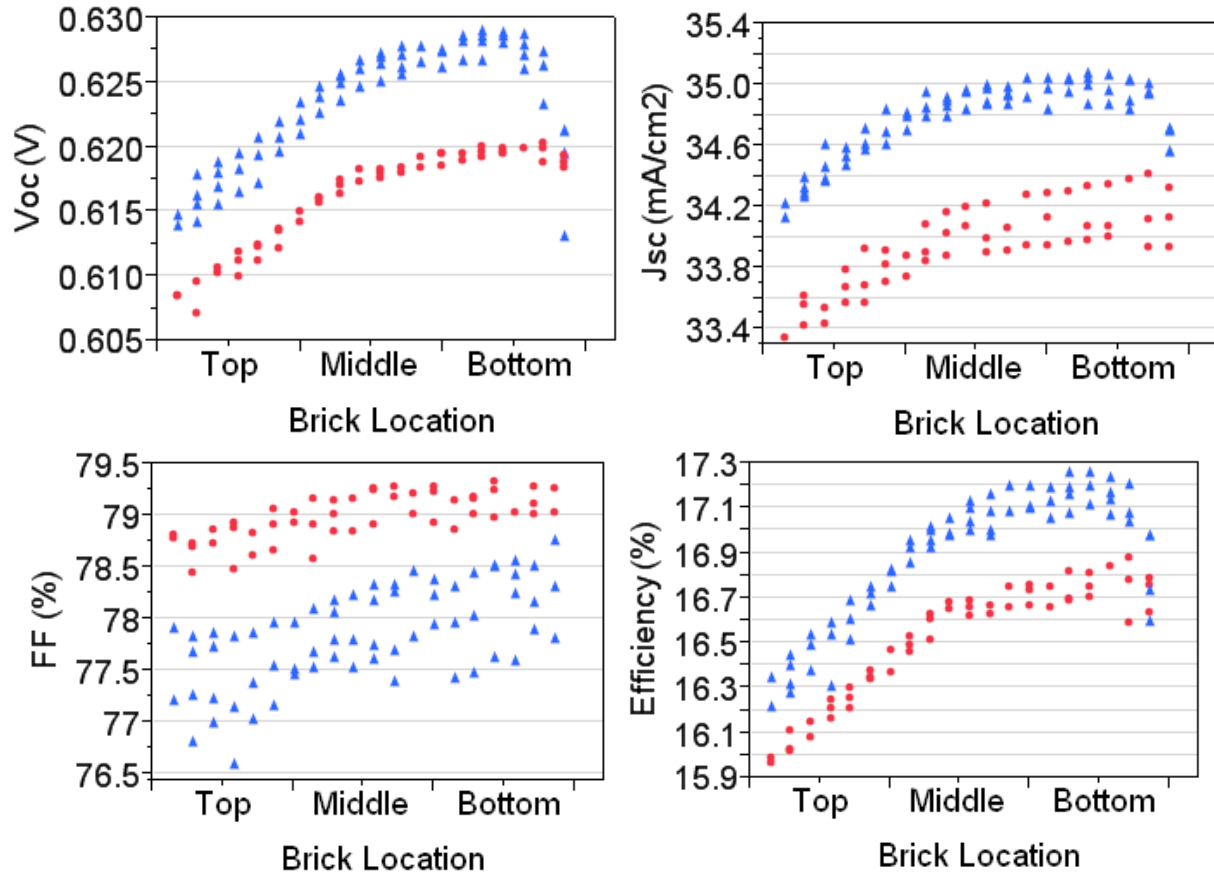 Voc (V)
0.630
0.625
0.620
0.615
0.610
0.605
Top Middle Bottom
Brick Location
Jsc (mA/cm2)
35.4
35.0
34.6
34.2
33.8
33.4
Top Middle Bottom
Brick Location
FF (%)
79.5
79
78.5
78
77.5
77
76.5
Top Middle Bottom
Brick Location
Efficiency (%)
17.3
17.1
16.9
16.7
16.5
16.3
16.1
15.9
Top Middle Bottom
Brick Location